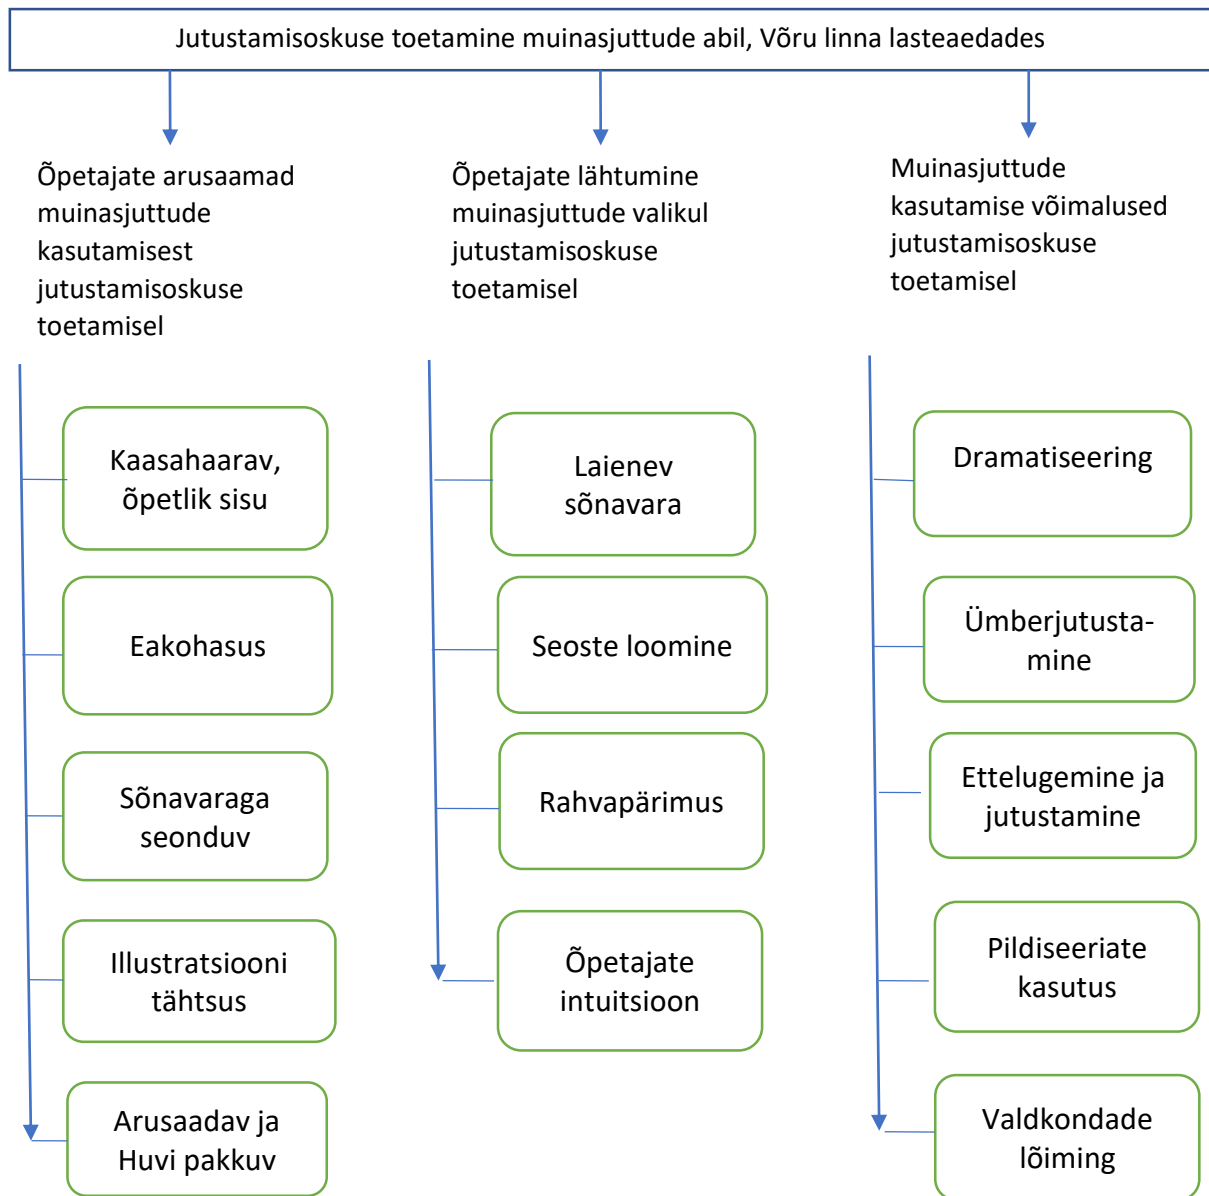 Jutustamisoskuse toetamine muinasjuttude abil, Võru linna lasteaedades
Õpetajate arusaamad
muinasjuttude
kasutamisest
jutustamisoskuse
toetamisel
Kaasahaarav,
õpetlik sisu
Eakohasus
Sõnavaraga
seonduv
Illustratsiooni
tähtsus
Arusaadav ja
Huvi pakkuv
Õpetajate lähtumine
muinasjuttude valikul
jutustamisoskuse
toetamisel
Laienev
sõnavara
Seoste loomine
Rahvapärimus
Õpetajate
intuitsioon
Muinasjuttude
kasutamise võimalused
jutustamisoskuse
toetamisel
Dramatiseering
Ümberjutusta-
mine
Ettelugemine ja
jutustamine
Pildiseeriate
kasutus
Valdkondade
lõiming